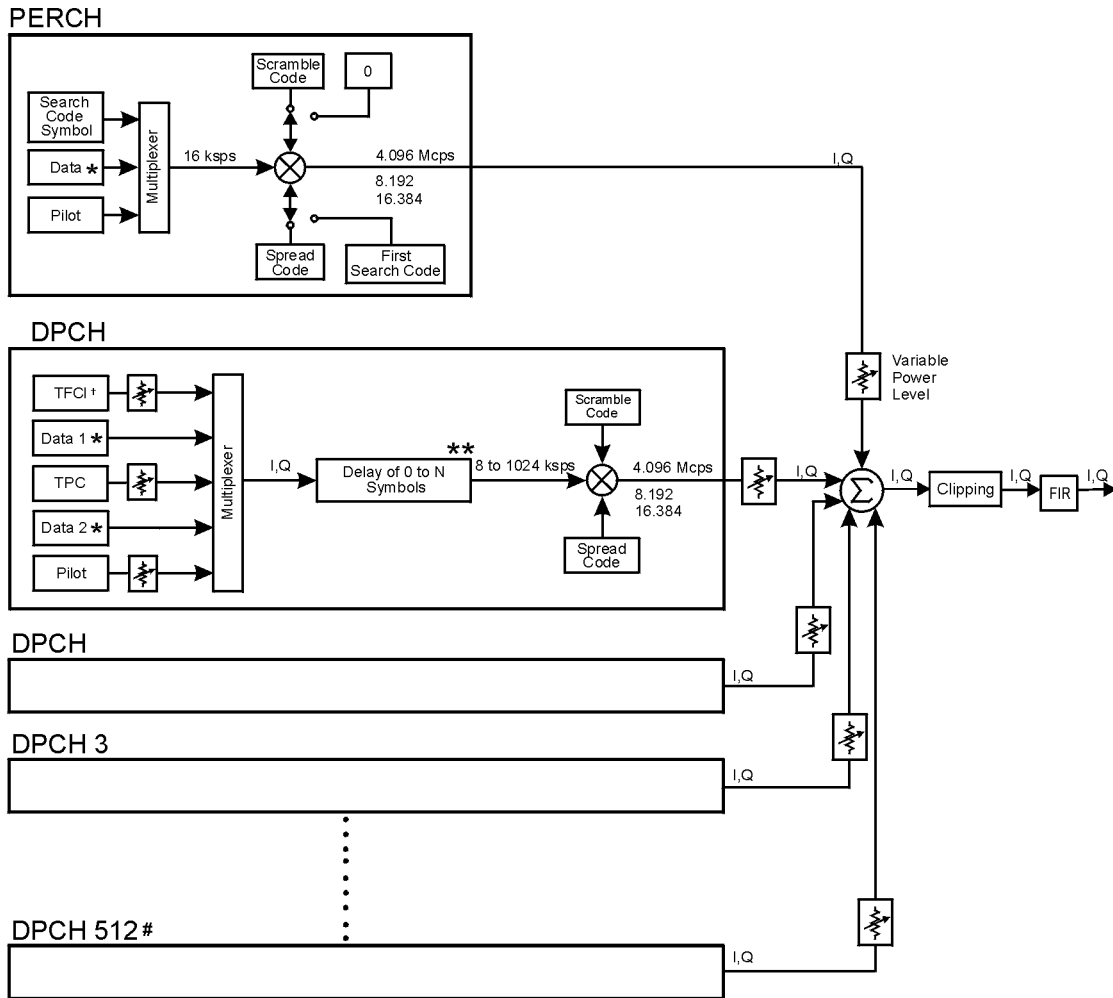 PERCH
Scramble
Code
0
Search
Code
Symbol
Data *
Pilot
Multiplexer
16 ksps
4.096 Mcps
8.192
16.384
I,Q
Spread
Code
First
Search Code
DPCH
Variable
Power
Level
TFCI †
Data 1 *
TPC
Data 2 *
Pilot
Multiplexer
I,Q
Delay of 0 to N
Symbols
**
8 to 1024 ksps
Scramble
Code
4.096 Mcps
8.192
16.384
Spread
Code
I,Q
Σ
I,Q
Clipping
I,Q
FIR
I,Q
DPCH
I,Q
DPCH 3
I,Q
DPCH 512 #
I,Q